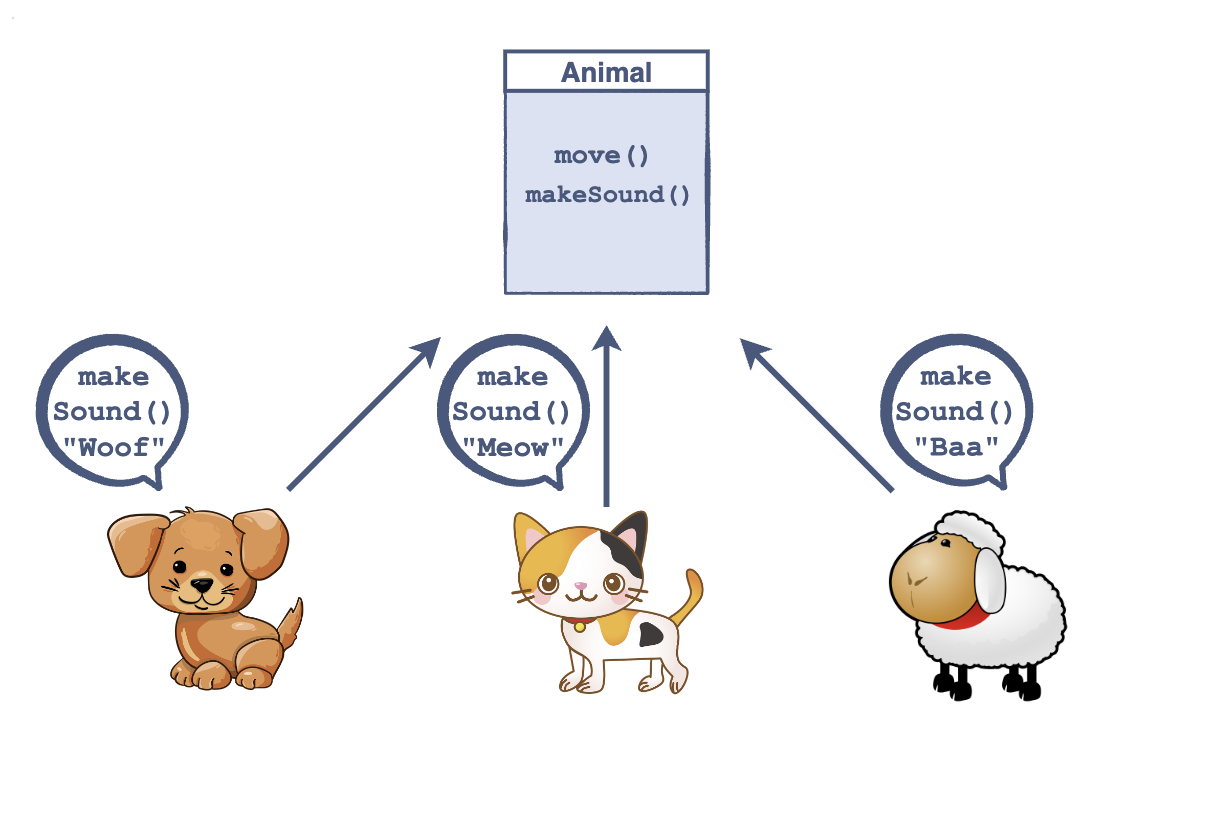 Animal
move()
makeSound()
make
Sound()
"Woof"
make
Sound()
"Meow"
make
Sound()
"Baa"